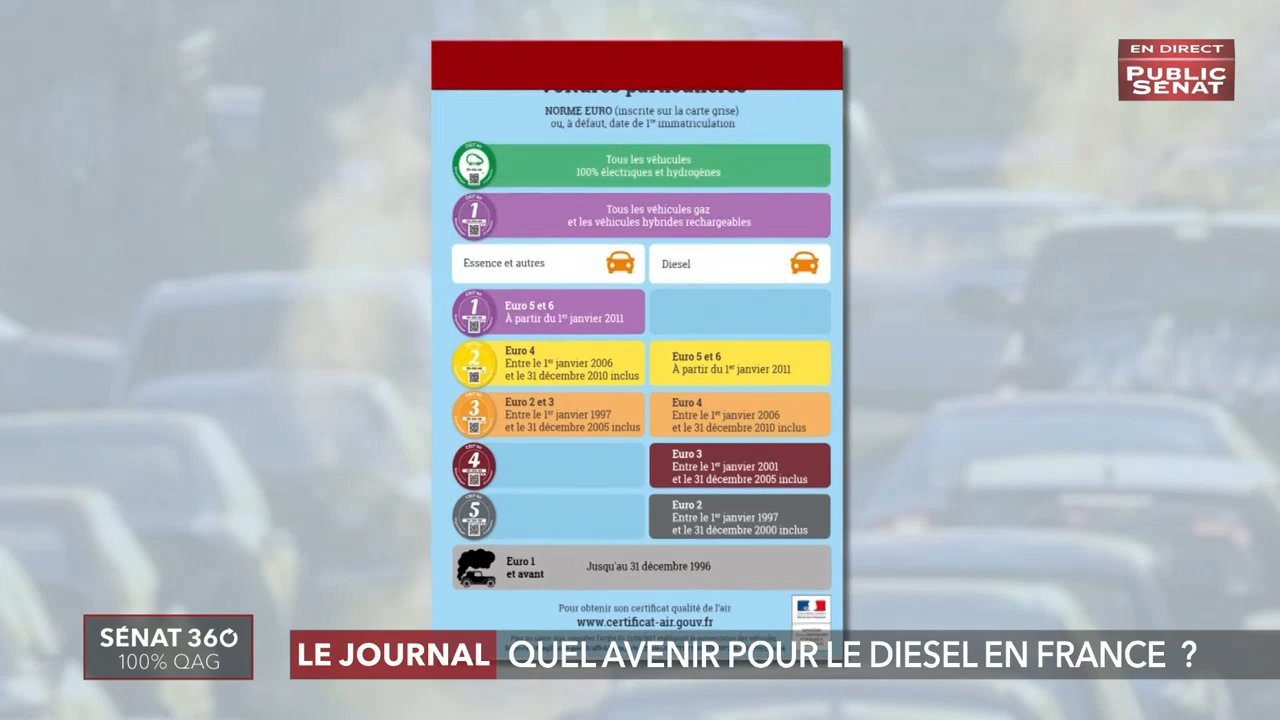 EN DIRECT
PUBLIC
SÉNAT
voitures particulières
NORME EURO (inscrite sur la carte grise)
ou, à défaut, date de 1re immatriculation
Tous les véhicules
100% électriques et hydrogènes
1
Tous les véhicules gaz
et les véhicules hybrides rechargeables
Essence et autres
Diesel
1
Euro 5 et 6
À partir du 1er janvier 2011
2
Euro 4
Entre le 1er janvier 2006
et le 31 décembre 2010 inclus
Euro 5 et 6
À partir du 1er janvier 2011
3
Euro 2 et 3
Entre le 1er janvier 1997
et le 31 décembre 2005 inclus
Euro 4
Entre le 1er janvier 2006
et le 31 décembre 2010 inclus
4
Euro 3
Entre le 1er janvier 2001
et le 31 décembre 2005 inclus
5
Euro 2
Entre le 1er janvier 1997
et le 31 décembre 2000 inclus
Euro 1
et avant
Jusqu'au 31 décembre 1996
Pour obtenir son certificat qualité de l'air
www.certificat-air.gouv.fr
SÉNAT 360
100% QAG
LE JOURNAL QUEL AVENIR POUR LE DIESEL EN FRANCE ?